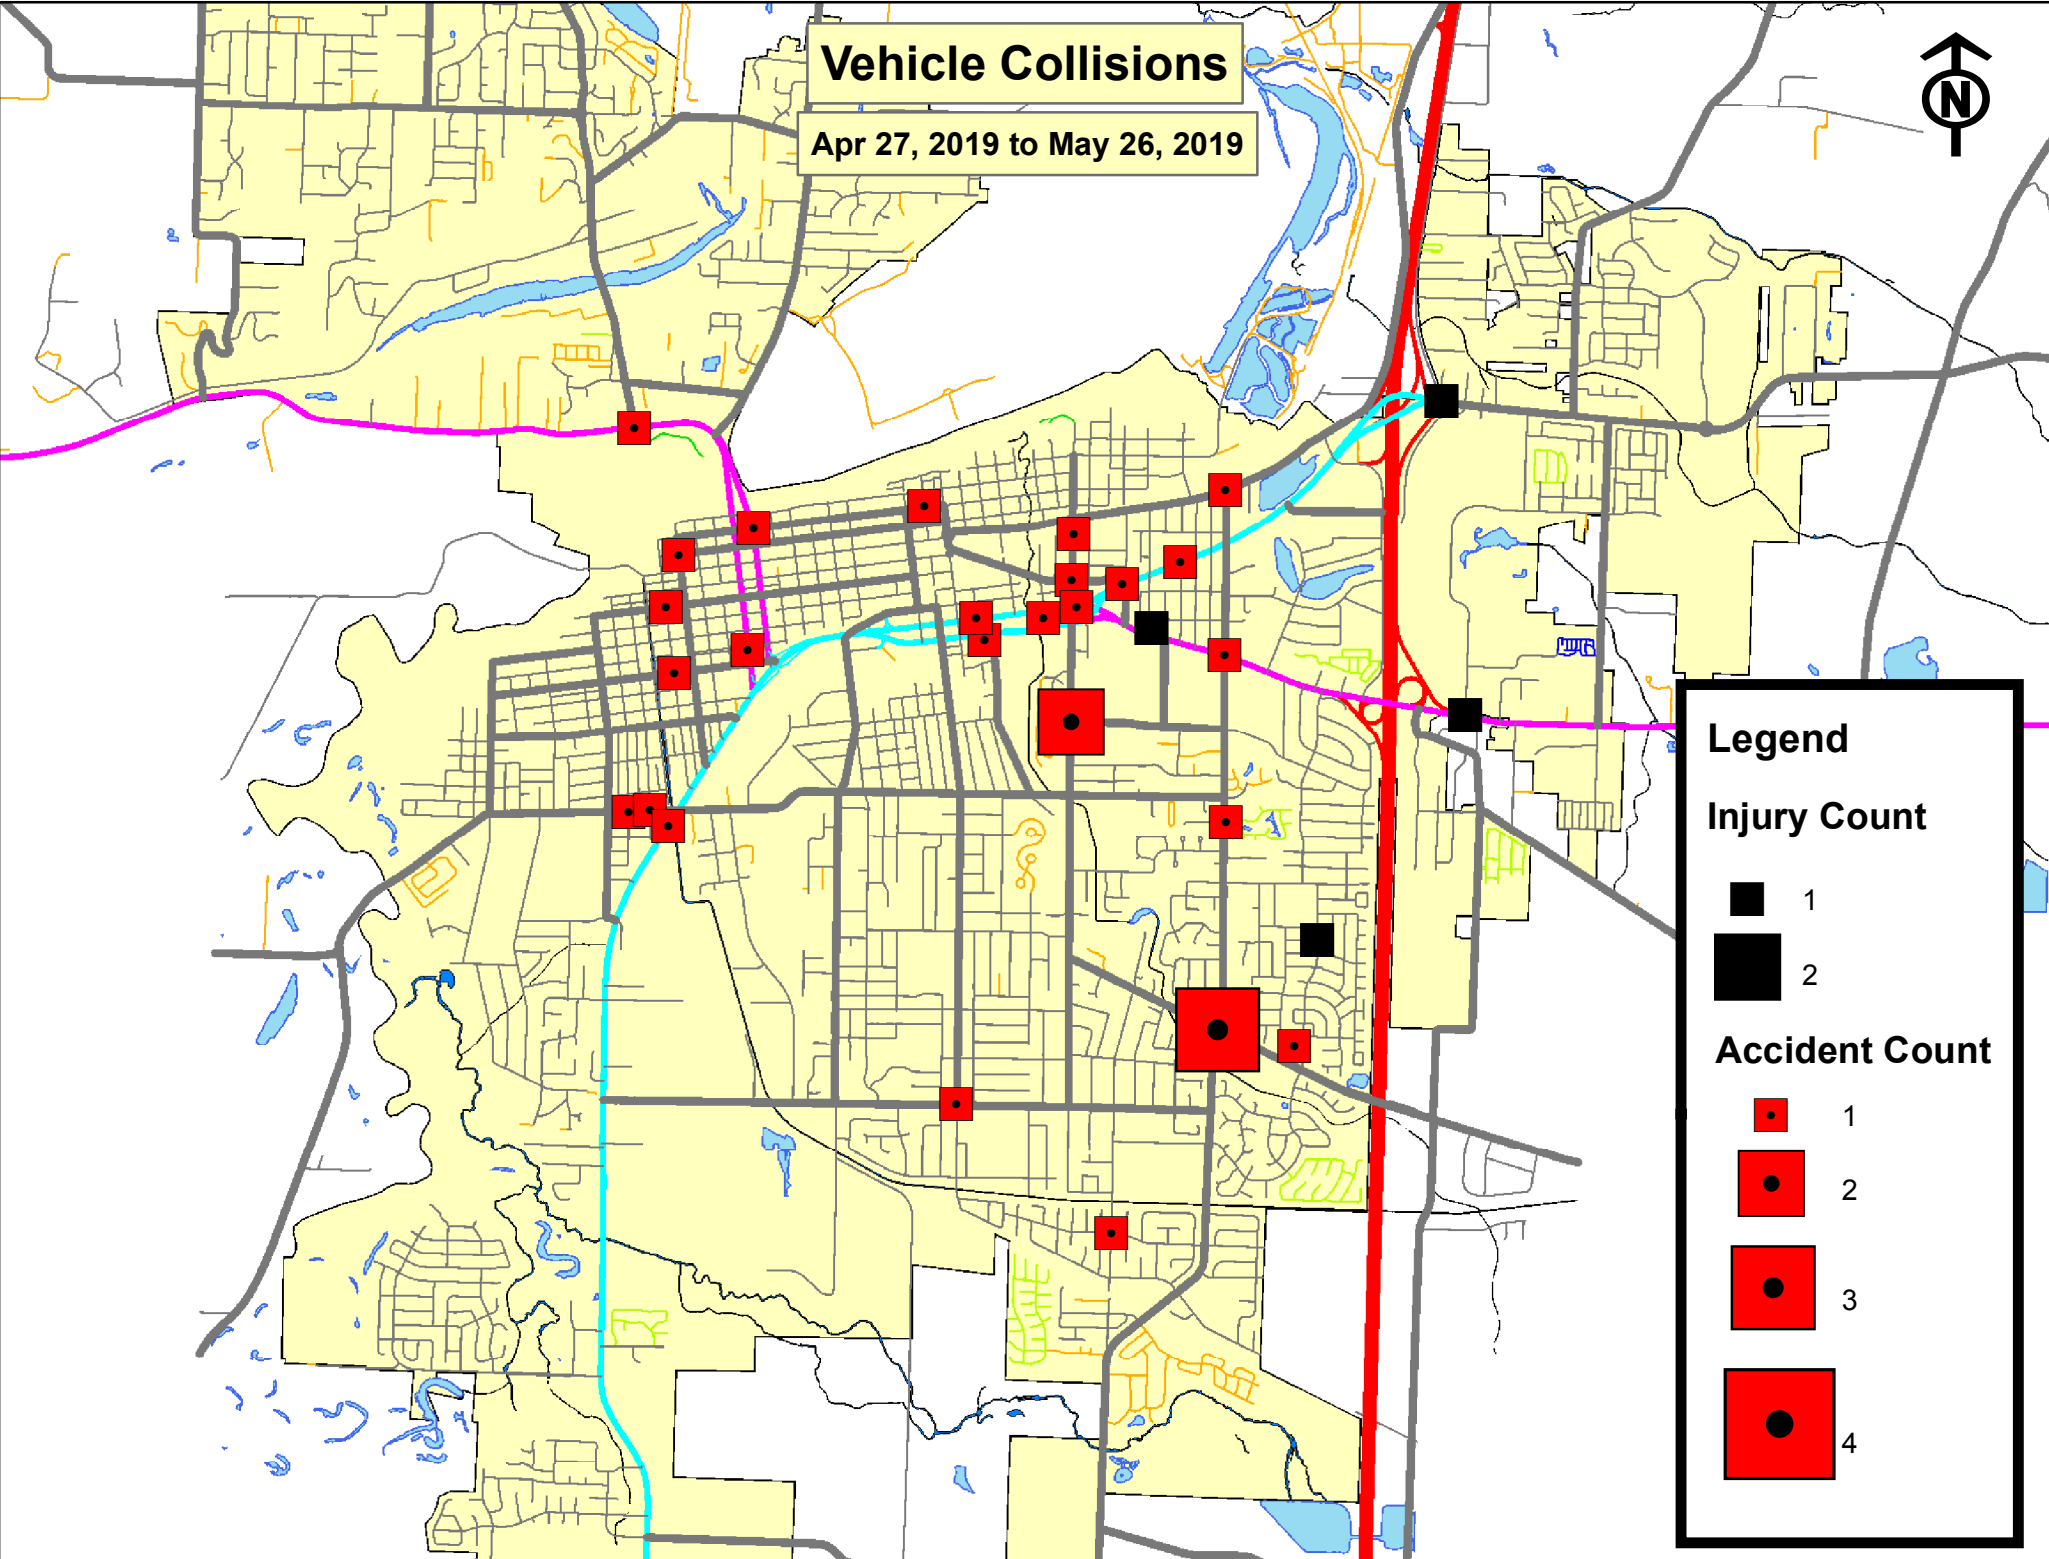 Vehicle Collisions
Apr 27, 2019 to May 26, 2019
N
Legend
Injury Count
1
2
Accident Count
1
2
3
4